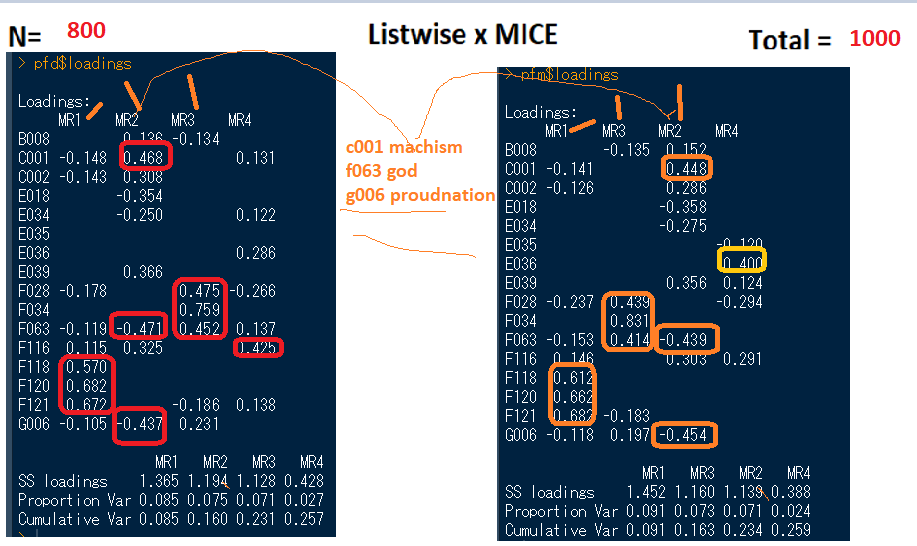 N= 800
Listwise x MICE
Total = 1000
> pfd$loadings
Loadings:
MR1 MR2 MR3 MR4
B008 0.136 -0.134
C001 -0.148 0.468 0.131
C002 -0.143 0.308
E018 -0.354
E034 -0.250 0.122
E035
E036 0.286
E039 0.366
F028 -0.178 0.475 -0.266
F034 0.759
F063 -0.119 -0.471 0.452 0.137
F116 0.115 0.325 0.425
F118 0.570
F120 0.682
F121 0.672 -0.186 0.138
G006 -0.105 -0.437 0.231
MR1 MR2 MR3 MR4
SS loadings 1.365 1.194 1.128 0.428
Proportion Var 0.085 0.075 0.071 0.027
Cumulative Var 0.085 0.160 0.231 0.257
c001 machism
f063 god
g006 proudnation
> pfm$loadings
Loadings:
MR1 MR3 MR2 MR4
B008 -0.135 0.152
C001 -0.141 0.448
C002 -0.126 0.286
E018 -0.358
E034 -0.275
E035 -0.120
E036 0.400
E039 0.356 0.124
F028 -0.237 0.439 -0.294
F034 0.831
F063 -0.153 0.414 -0.439
F116 0.146 0.303 0.291
F118 0.612
F120 0.662
F121 0.682 -0.183
G006 -0.118 0.197 -0.454
MR1 MR3 MR2 MR4
SS loadings 1.452 1.160 1.139 0.388
Proportion Var 0.091 0.073 0.071 0.024
Cumulative Var 0.091 0.163 0.234 0.259